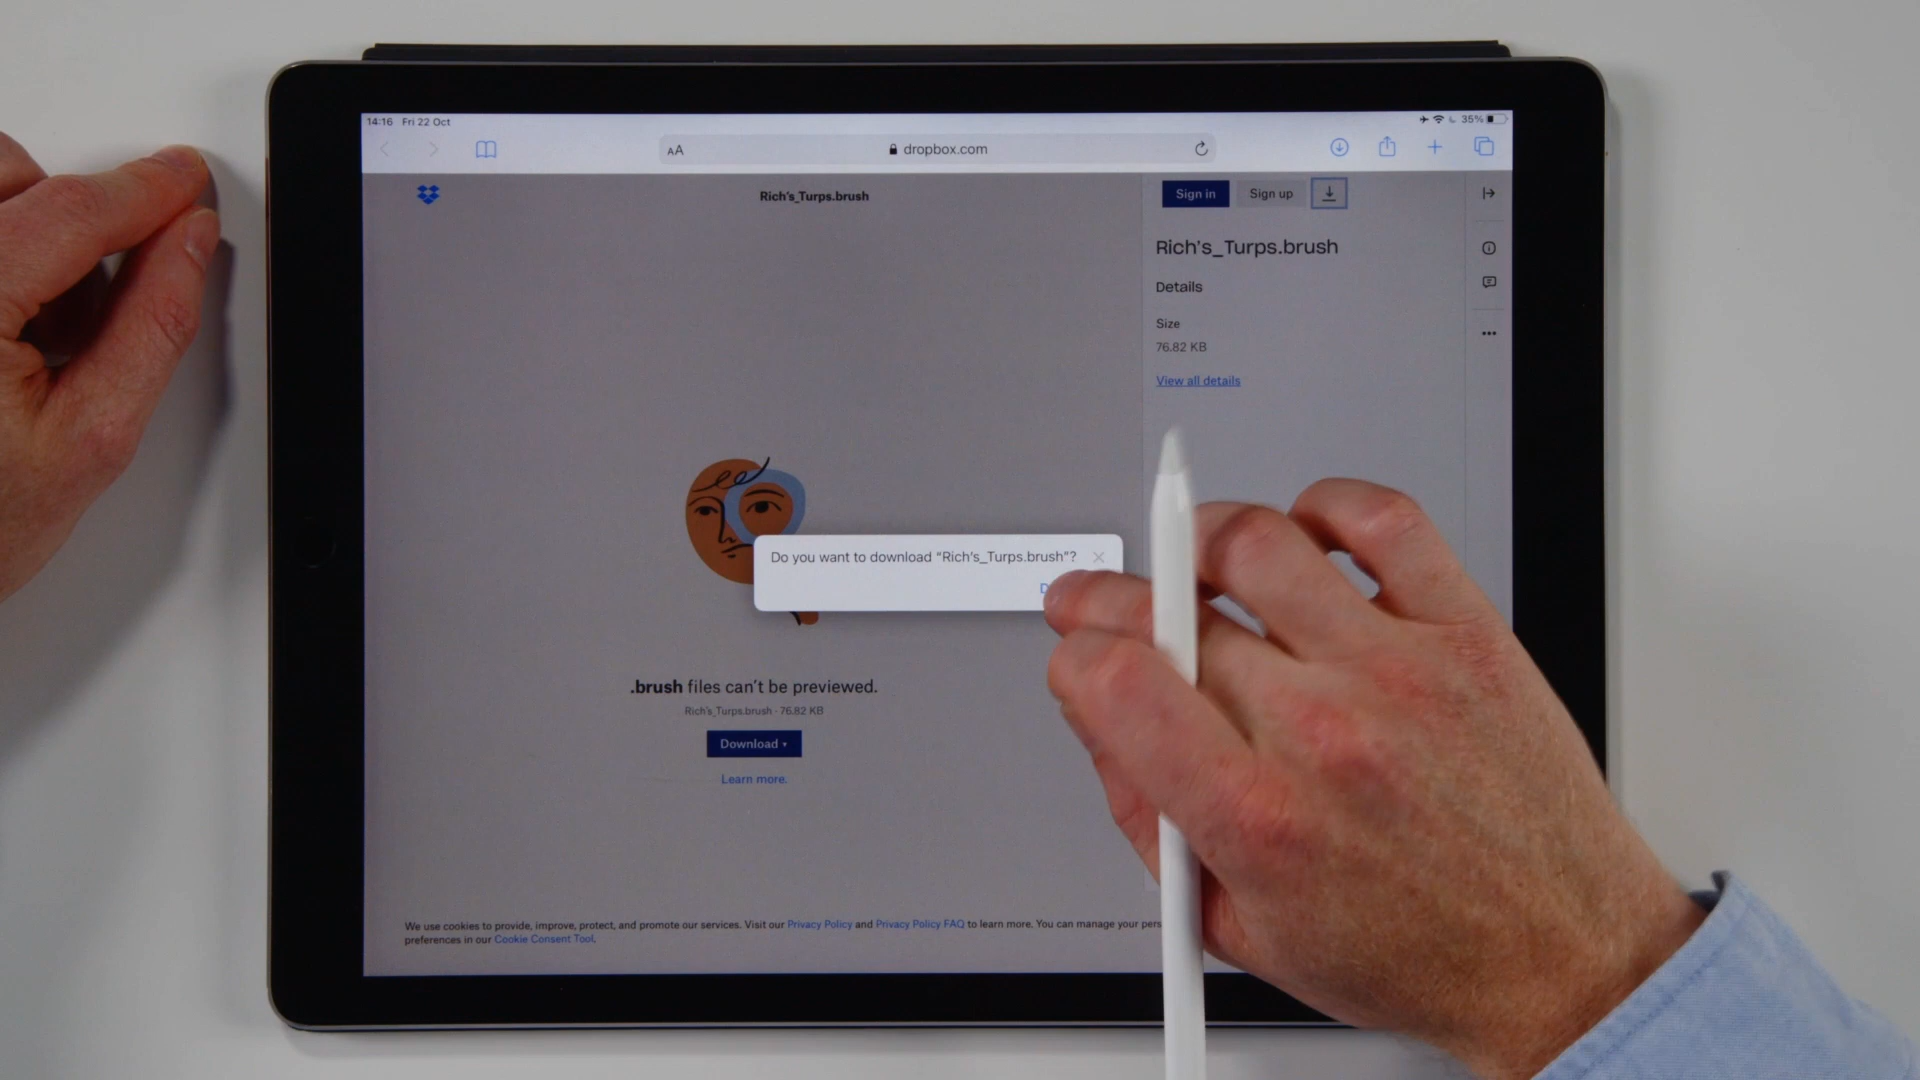 14:16 Fri 22 Oct
35%
AA
dropbox.com
Rich's_Turps.brush
Sign in
Sign up
Rich's_Turps.brush
Details
Size
76.82 KB
View all details
Do you want to download “Rich's_Turps.brush”?
.brush files can't be previewed.
Rich's_Turps.brush · 76.82 KB
Download
Learn more.
We use cookies to provide, improve, protect, and promote our services. Visit our Privacy Policy and Privacy Policy FAQ to learn more. You can manage your
preferences in our Cookie Consent Tool.